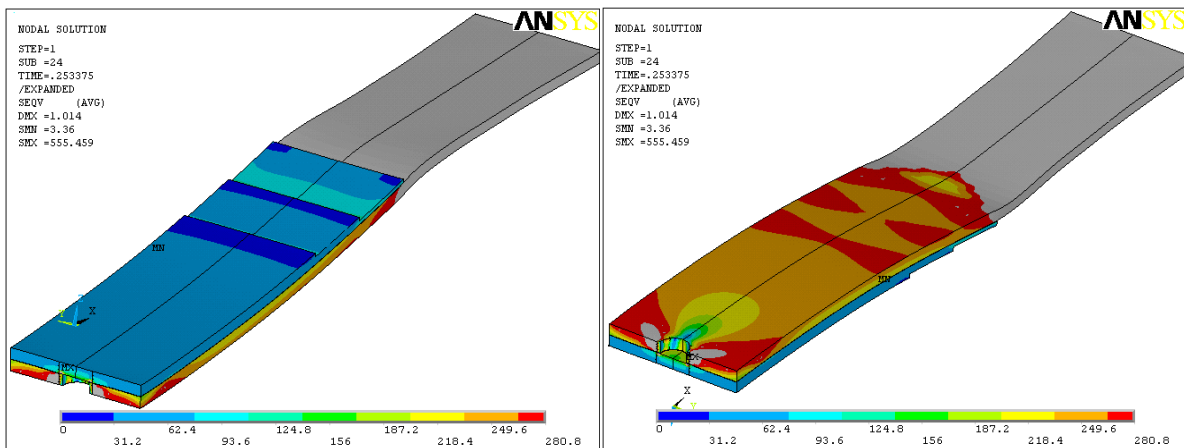 ANSYS
NODAL SOLUTION
STEP=1
SUB =24
TIME=.253375
/EXPANDED
SEQV (AVG)
DMX =1.014
SMN =3.36
SMX =555.459
MN
Z
Y X
MX
0 62.4 124.8 187.2 249.6
31.2 93.6 156 218.4 280.8
ANSYS
NODAL SOLUTION
STEP=1
SUB =24
TIME=.253375
/EXPANDED
SEQV (AVG)
DMX =1.014
SMN =3.36
SMX =555.459
MN
MX
X
Y
0 62.4 124.8 187.2 249.6
31.2 93.6 156 218.4 280.8